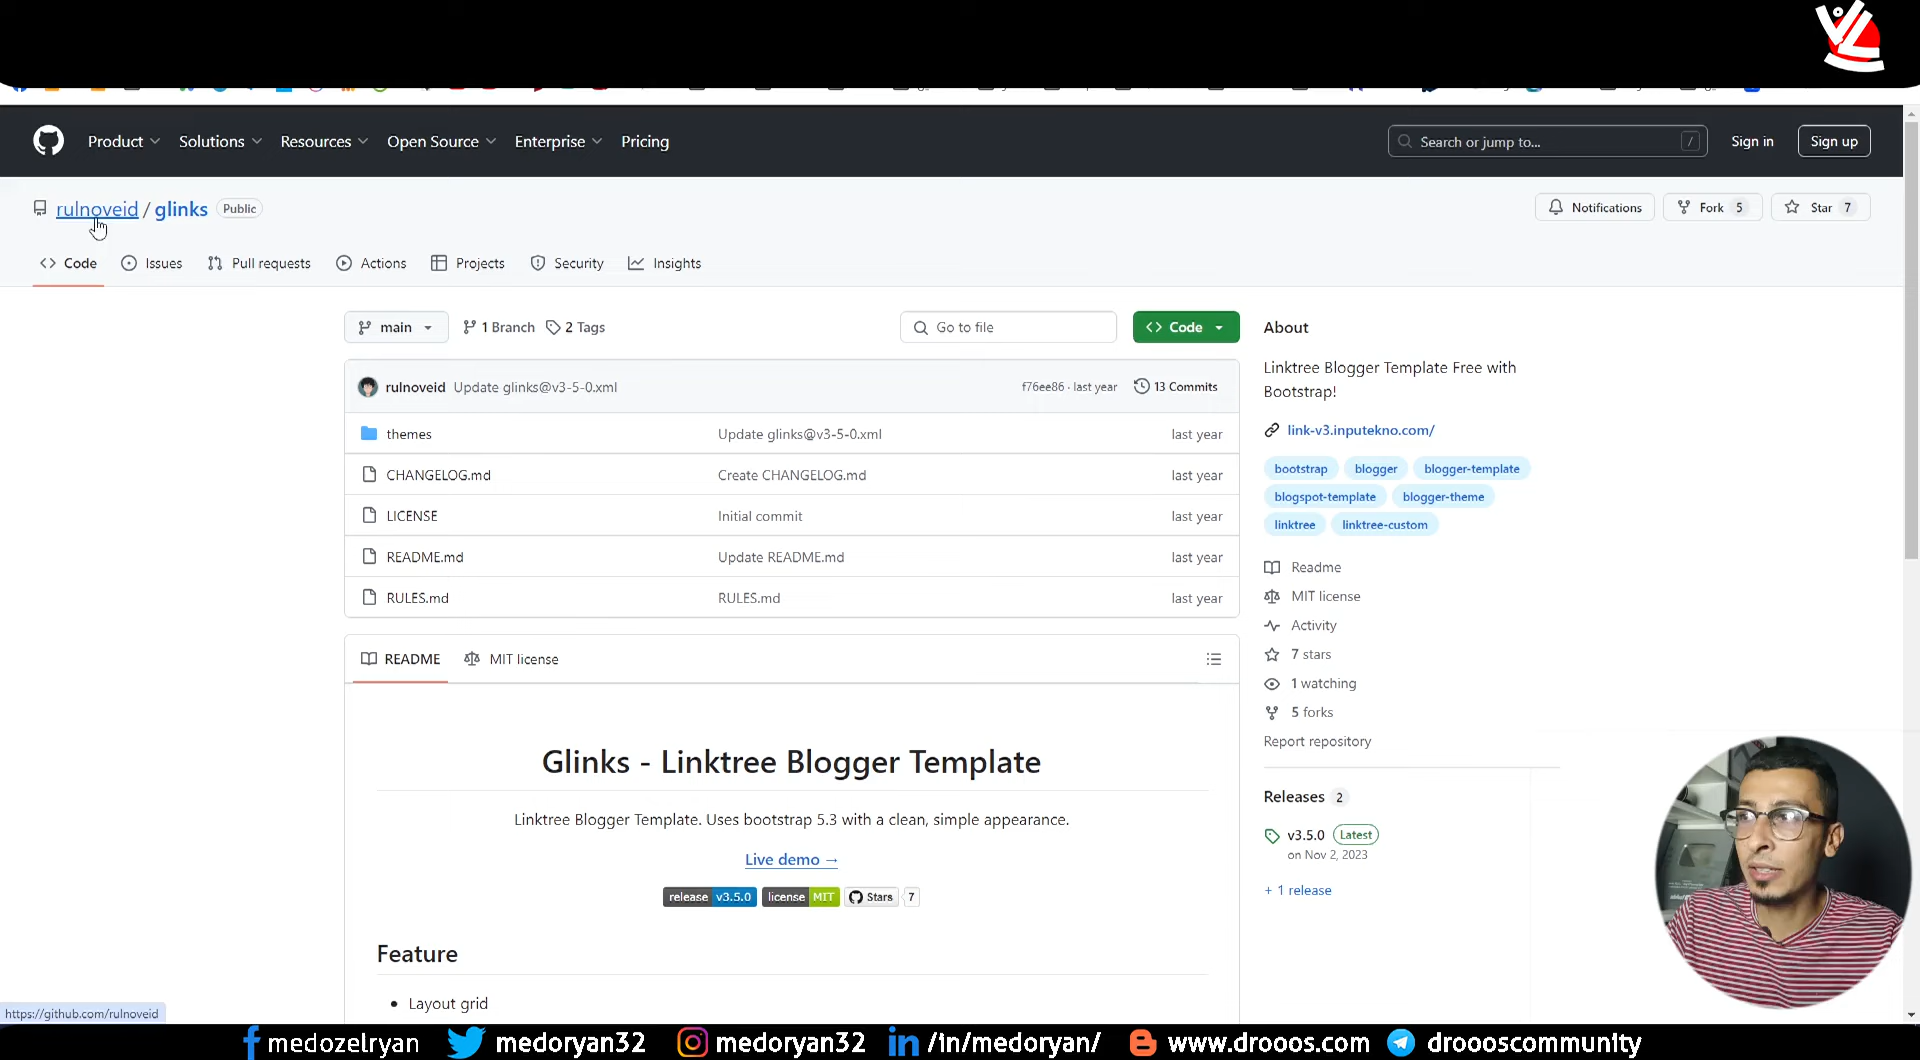 Product
Solutions
Resources
Open Source
Enterprise
Pricing
Search or jump to...
/
Sign in
Sign up
rulnoveid / glinks
Public
Notifications
Fork 5
Star 7
Code
Issues
Pull requests
Actions
Projects
Security
Insights
main
1 Branch
2 Tags
Go to file
Code
rulnoveid Update glinks@v3-5-0.xml f76ee86 · last year 13 Commits
themes Update glinks@v3-5-0.xml last year
CHANGELOG.md Create CHANGELOG.md last year
LICENSE Initial commit last year
README.md Update README.md last year
RULES.md RULES.md last year
README
MIT license
Glinks - Linktree Blogger Template
Linktree Blogger Template. Uses bootstrap 5.3 with a clean, simple appearance.
Live demo →
release v3.5.0 license MIT Stars 7
Feature
• Layout grid
About
Linktree Blogger Template Free with
Bootstrap!
link-v3.inputekno.com/
bootstrap blogger blogger-template
blogspot-template blogger-theme
linktree linktree-custom
Readme
MIT license
Activity
7 stars
1 watching
5 forks
Report repository
Releases 2
v3.5.0 Latest
on Nov 2, 2023
+ 1 release
https://github.com/rulnoveid
medozelryan medoryan32 medoryan32 /in/medoryan/ www.drooos.com droooscommunity